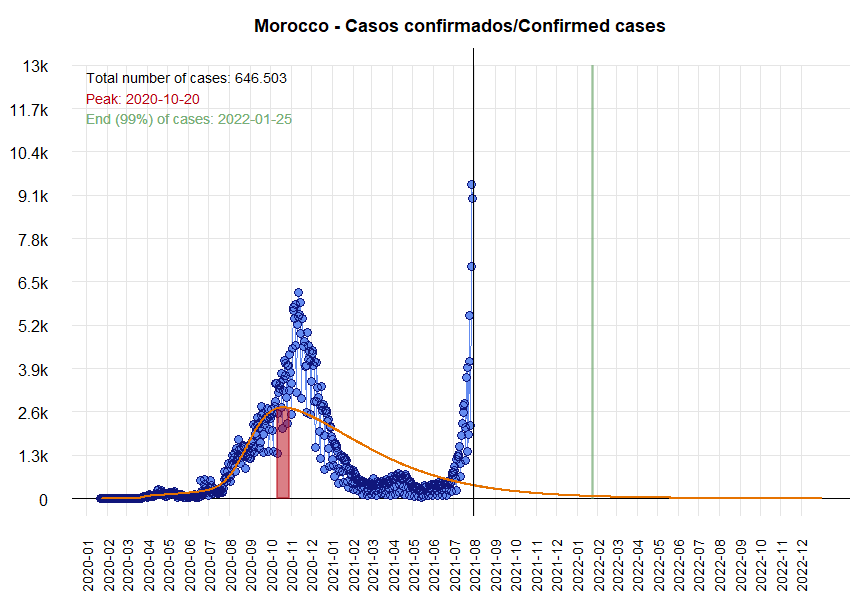 Morocco - Casos confirmados/Confirmed cases
13k
11.7k
10.4k
9.1k
7.8k
6.5k
5.2k
3.9k
2.6k
1.3k
0
Total number of cases: 646.503
Peak: 2020-10-20
End (99%) of cases: 2022-01-25
2020-01
2020-02
2020-03
2020-04
2020-05
2020-06
2020-07
2020-08
2020-09
2020-10
2020-11
2020-12
2021-01
2021-02
2021-03
2021-04
2021-05
2021-06
2021-07
2021-08
2021-09
2021-10
2021-11
2021-12
2022-01
2022-02
2022-03
2022-04
2022-05
2022-06
2022-07
2022-08
2022-09
2022-10
2022-11
2022-12